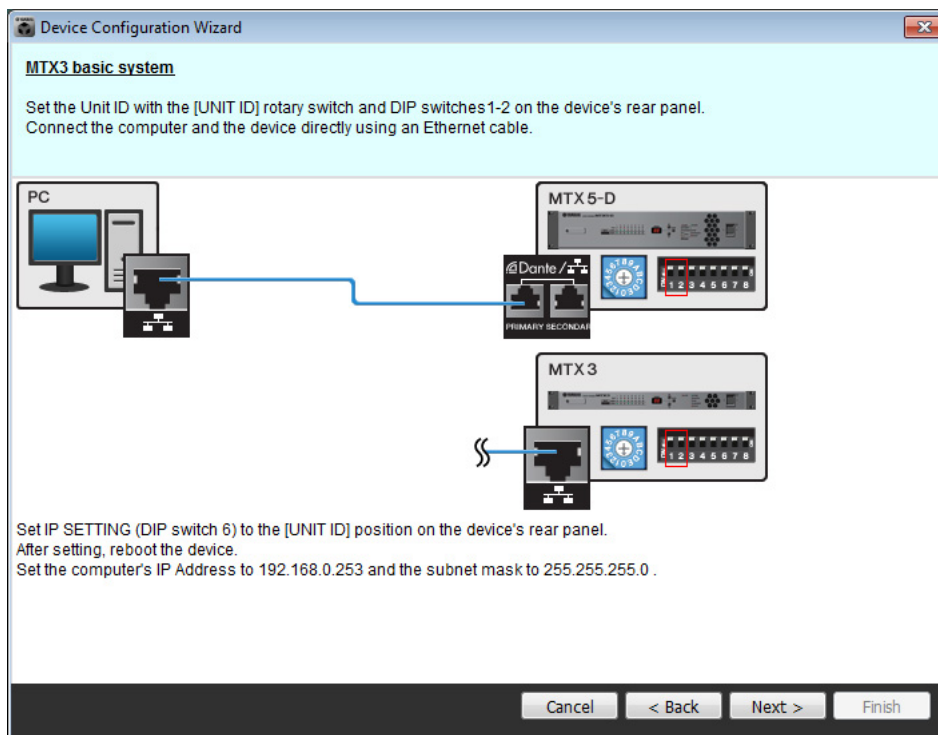 Device Configuration Wizard
MTX3 basic system
Set the Unit ID with the [UNIT ID] rotary switch and DIP switches1-2 on the device's rear panel.
Connect the computer and the device directly using an Ethernet cable.
PC
MTX5-D
Dante /
1 2 3 4 5 6 7 8
PRIMARY SECONDAR
MTX3
1 2 3 4 5 6 7 8
Set IP SETTING (DIP switch 6) to the [UNIT ID] position on the device's rear panel.
After setting, reboot the device.
Set the computer's IP Address to 192.168.0.253 and the subnet mask to 255.255.255.0 .
Cancel
< Back
Next >
Finish